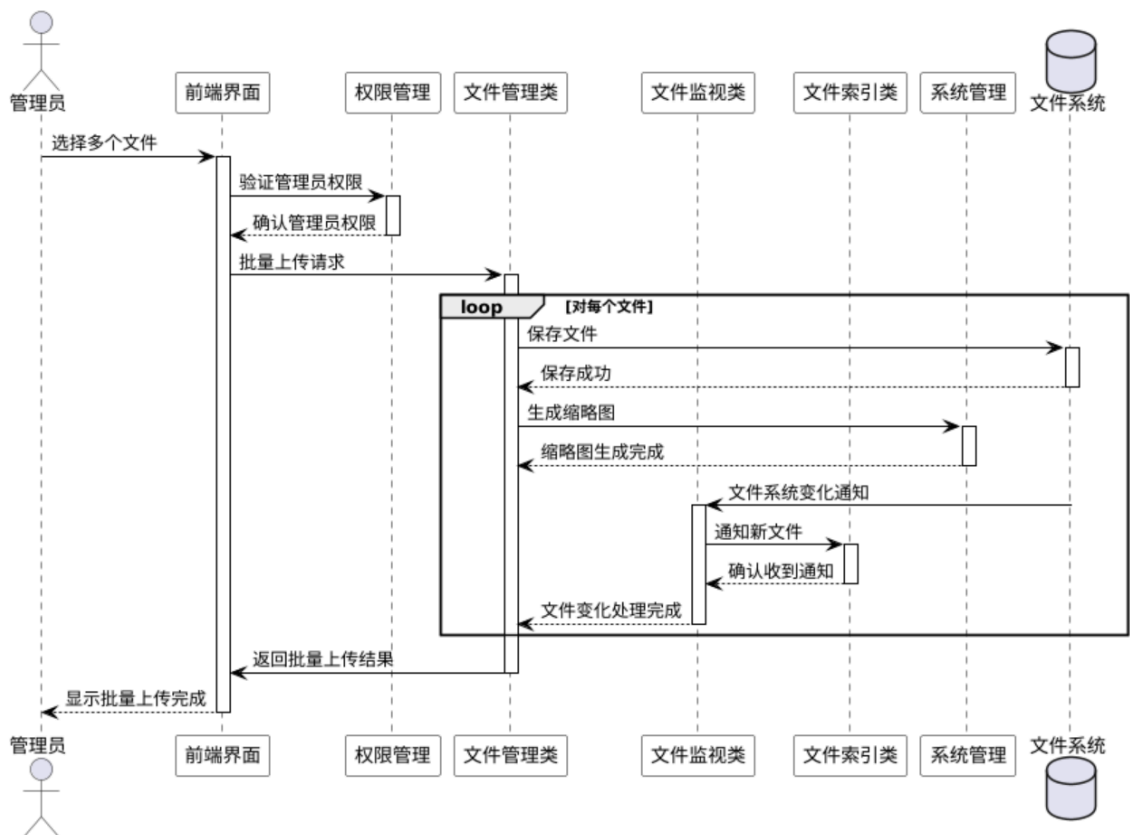 管理员
前端界面
权限管理
文件管理类
文件监视类
文件索引类
系统管理
文件系统
选择多个文件
验证管理员权限
确认管理员权限
批量上传请求
loop
[对每个文件]
保存文件
保存成功
生成缩略图
缩略图生成完成
文件系统变化通知
通知新文件
确认收到通知
文件变化处理完成
返回批量上传结果
显示批量上传完成
管理员
前端界面
权限管理
文件管理类
文件监视类
文件索引类
系统管理
文件系统